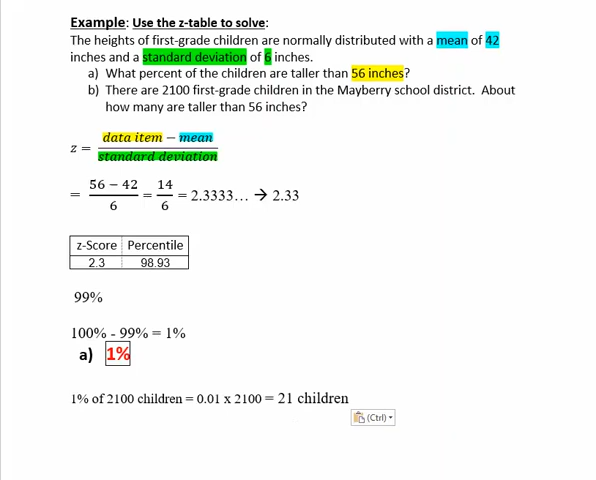 Example: Use the z-table to solve:
The heights of first-grade children are normally distributed with a mean of 42
inches and a standard deviation of 6 inches.
a) What percent of the children are taller than 56 inches?
b) There are 2100 first-grade children in the Mayberry school district. About
how many are taller than 56 inches?
z = data item − mean / standard deviation
= 56 − 42 / 6 = 14 / 6 = 2.3333... → 2.33
z-Score Percentile
2.3 98.93
99%
100% - 99% = 1%
a) 1%
1% of 2100 children = 0.01 x 2100 = 21 children
(Ctrl)